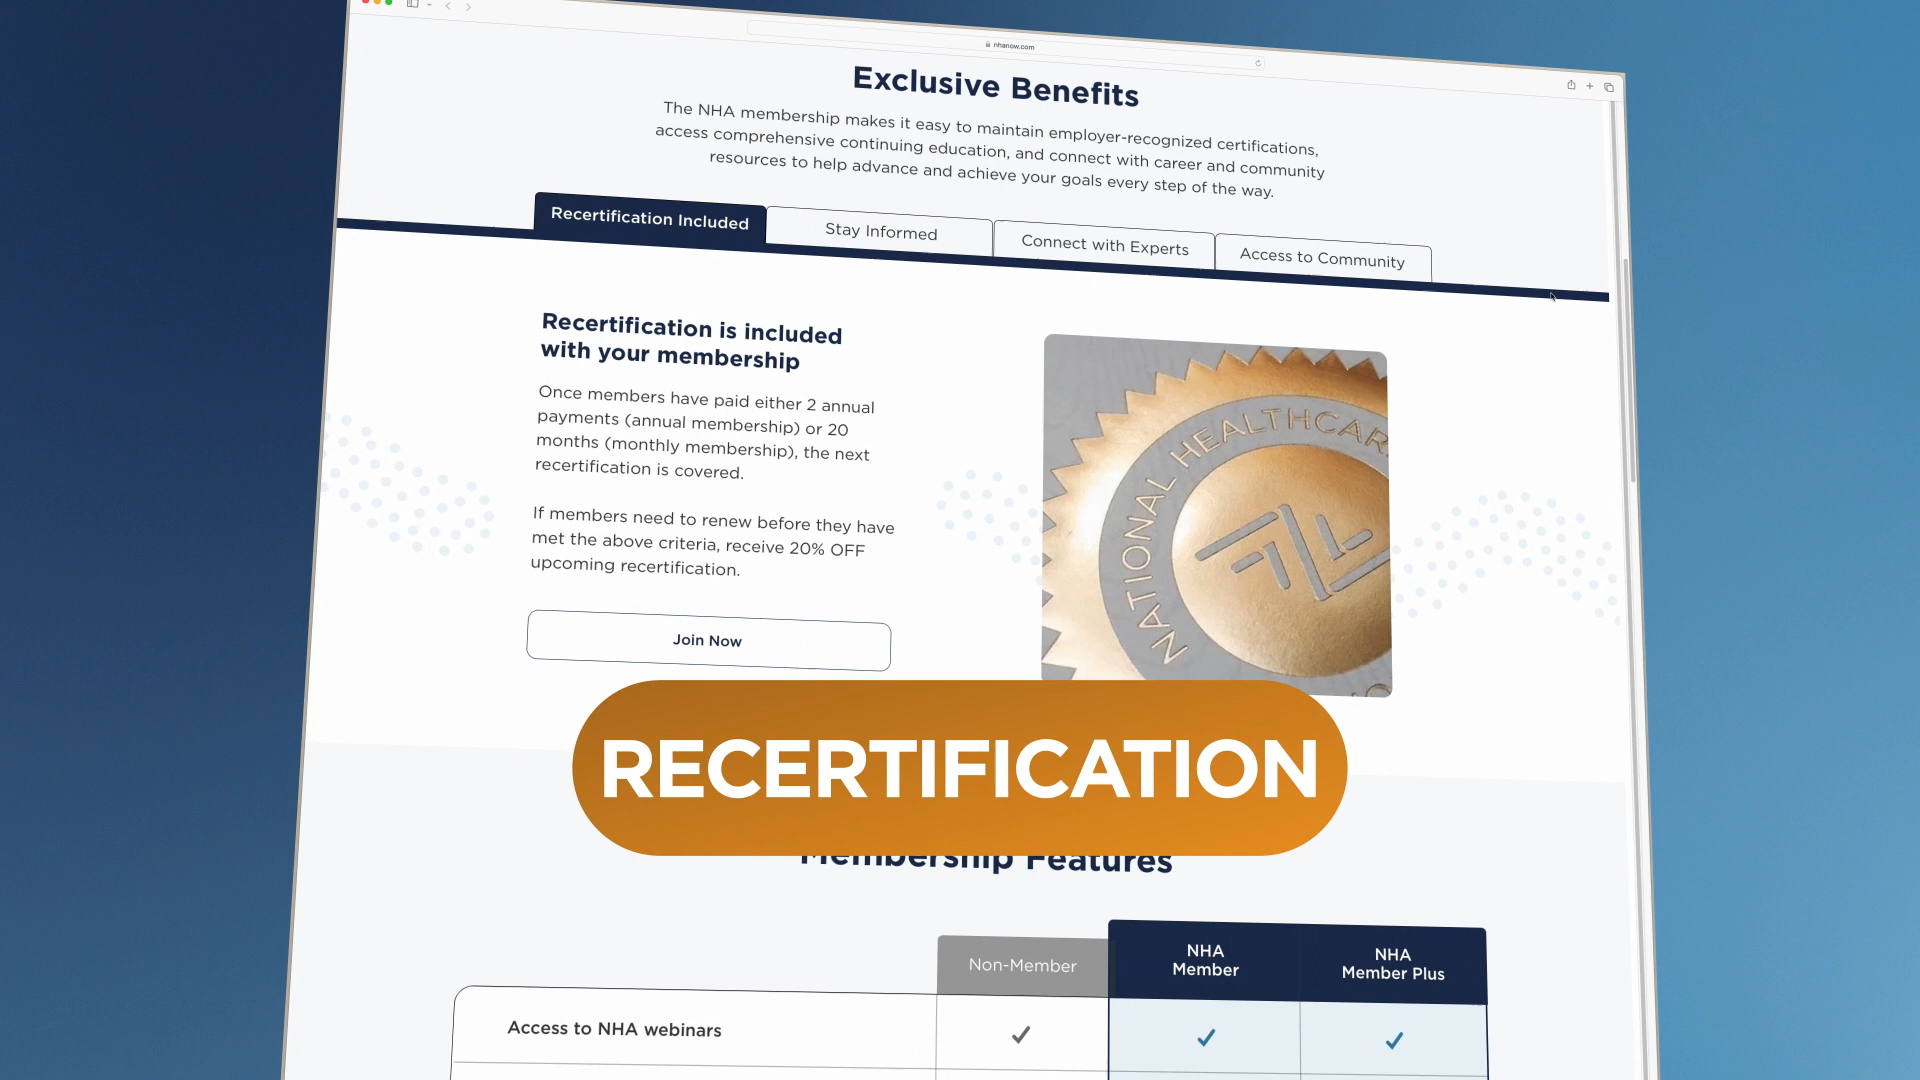 nhanow.com
Exclusive Benefits
The NHA membership makes it easy to maintain employer-recognized certifications,
access comprehensive continuing education, and connect with career and community
resources to help advance and achieve your goals every step of the way.
Recertification Included
Stay Informed
Connect with Experts
Access to Community
Recertification is included
with your membership
Once members have paid either 2 annual
payments (annual membership) or 20
months (monthly membership), the next
recertification is covered.
If members need to renew before they have
met the above criteria, receive 20% OFF
upcoming recertification.
Join Now
NATIONAL HEALTHCAR
RECERTIFICATION
Membership Features
Non-Member
NHA
Member
NHA
Member Plus
Access to NHA webinars